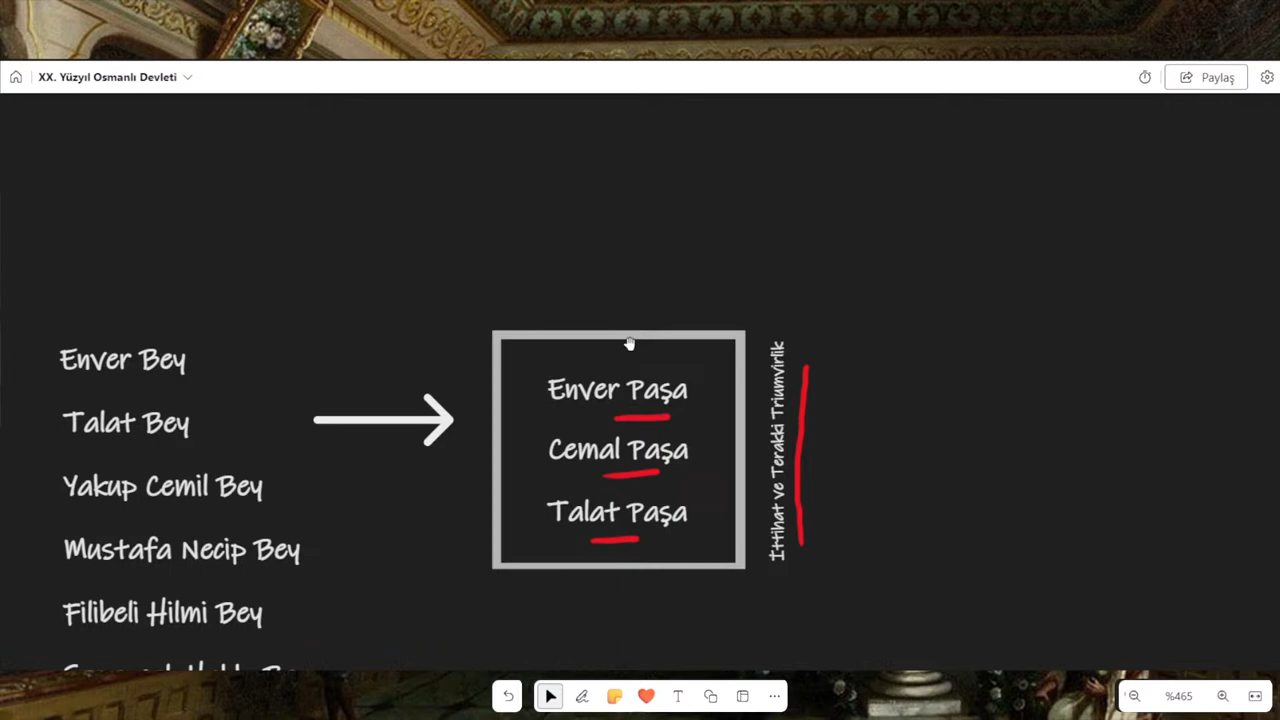 XX. Yüzyıl Osmanlı Devleti
Paylaş
Enver Bey
Talat Bey
Yakup Cemil Bey
Mustafa Necip Bey
Filibeli Hilmi Bey
Enver Paşa
Cemal Paşa
Talat Paşa
İttihat ve Terakki Triumvirlik
%465